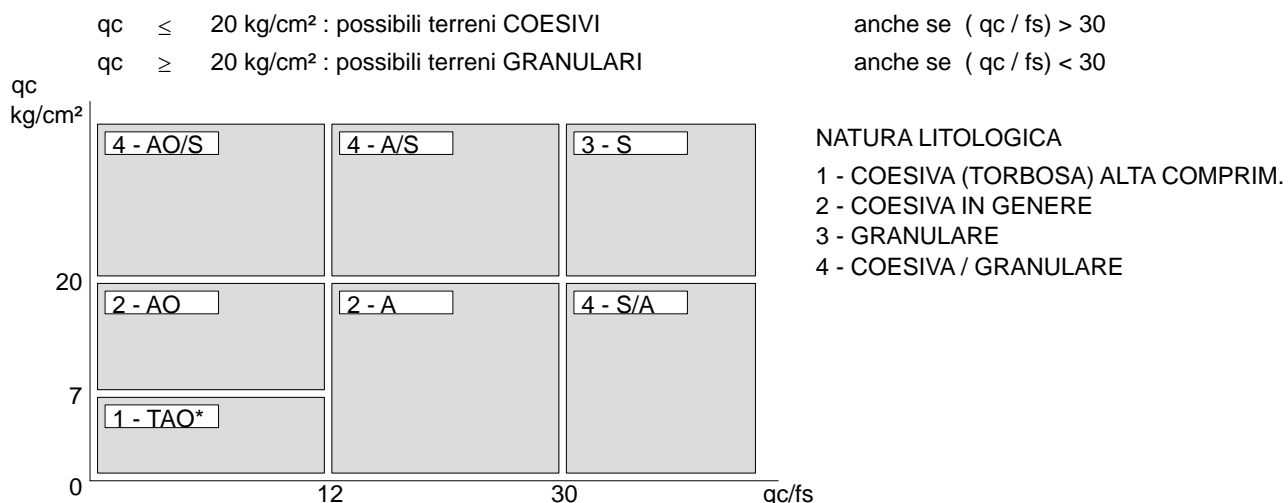 qc ≤ 20 kg/cm² : possibili terreni COESIVI anche se ( qc / fs) > 30
qc ≥ 20 kg/cm² : possibili terreni GRANULARI anche se ( qc / fs) < 30
qc
kg/cm²
4 - AO/S 4 - A/S 3 - S
NATURA LITOLOGICA
1 - COESIVA (TORBOSA) ALTA COMPRIM.
2 - COESIVA IN GENERE
3 - GRANULARE
4 - COESIVA / GRANULARE
20
2 - AO 2 - A 4 - S/A
7
1 - TAO*
0
12 30 qc/fs